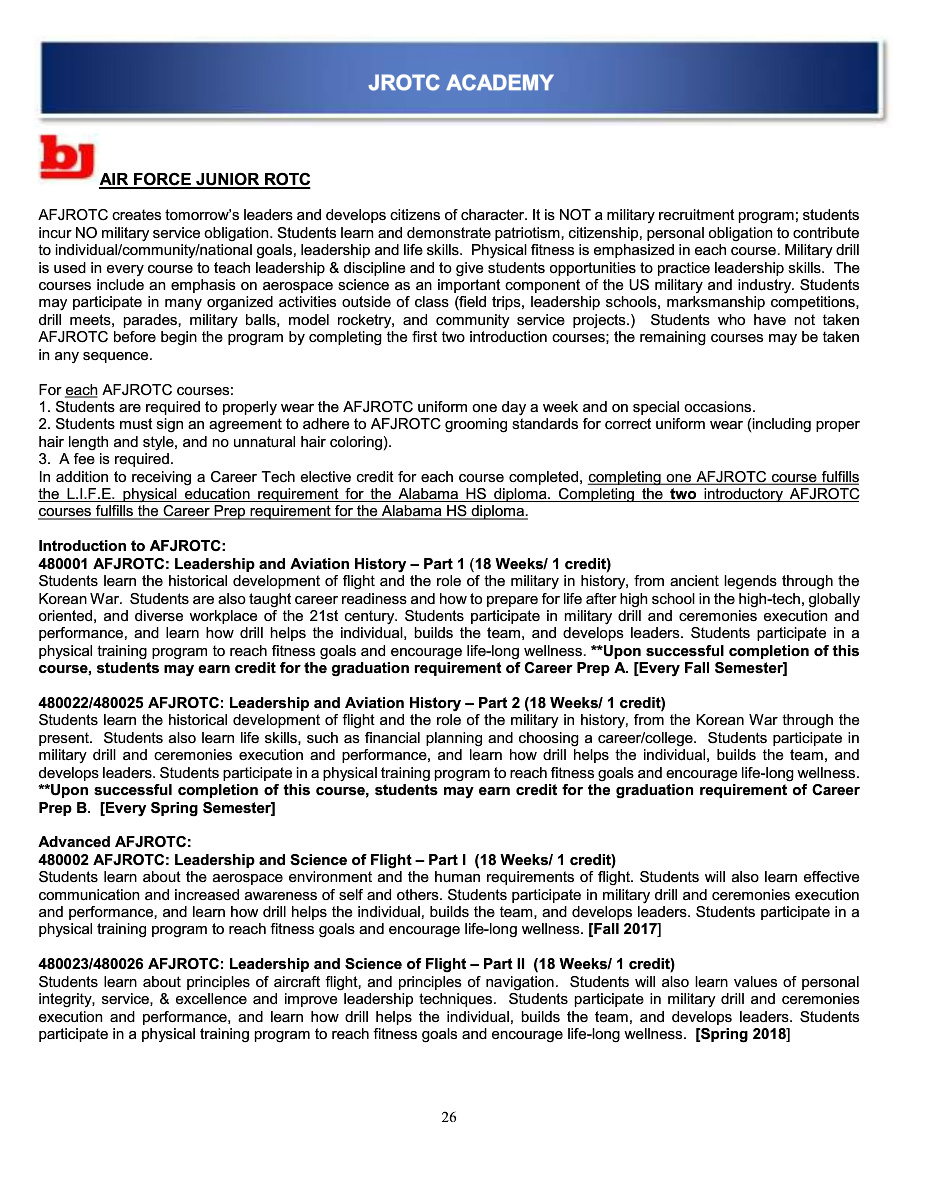 JROTC ACADEMY
bj
AIR FORCE JUNIOR ROTC
AFJROTC creates tomorrow's leaders and develops citizens of character. It is NOT a military recruitment program; students
incur NO military service obligation. Students learn and demonstrate patriotism, citizenship, personal obligation to contribute
to individual/community/national goals, leadership and life skills. Physical fitness is emphasized in each course. Military drill
is used in every course to teach leadership & discipline and to give students opportunities to practice leadership skills. The
courses include an emphasis on aerospace science as an important component of the US military and industry. Students
may participate in many organized activities outside of class (field trips, leadership schools, marksmanship competitions,
drill meets, parades, military balls, model rocketry, and community service projects.) Students who have not taken
AFJROTC before begin the program by completing the first two introduction courses; the remaining courses may be taken
in any sequence.
For each AFJROTC courses:
1. Students are required to properly wear the AFJROTC uniform one day a week and on special occasions.
2. Students must sign an agreement to adhere to AFJROTC grooming standards for correct uniform wear (including proper
hair length and style, and no unnatural hair coloring).
3. A fee is required.
In addition to receiving a Career Tech elective credit for each course completed, completing one AFJROTC course fulfills
the L.I.F.E. physical education requirement for the Alabama HS diploma. Completing the two introductory AFJROTC
courses fulfills the Career Prep requirement for the Alabama HS diploma.
Introduction to AFJROTC:
480001 AFJROTC: Leadership and Aviation History – Part 1 (18 Weeks/ 1 credit)
Students learn the historical development of flight and the role of the military in history, from ancient legends through the
Korean War. Students are also taught career readiness and how to prepare for life after high school in the high-tech, globally
oriented, and diverse workplace of the 21st century. Students participate in military drill and ceremonies execution and
performance, and learn how drill helps the individual, builds the team, and develops leaders. Students participate in a
physical training program to reach fitness goals and encourage life-long wellness. **Upon successful completion of this
course, students may earn credit for the graduation requirement of Career Prep A. [Every Fall Semester]
480022/480025 AFJROTC: Leadership and Aviation History – Part 2 (18 Weeks/ 1 credit)
Students learn the historical development of flight and the role of the military in history, from the Korean War through the
present. Students also learn life skills, such as financial planning and choosing a career/college. Students participate in
military drill and ceremonies execution and performance, and learn how drill helps the individual, builds the team, and
develops leaders. Students participate in a physical training program to reach fitness goals and encourage life-long wellness.
**Upon successful completion of this course, students may earn credit for the graduation requirement of Career
Prep B. [Every Spring Semester]
Advanced AFJROTC:
480002 AFJROTC: Leadership and Science of Flight – Part I (18 Weeks/ 1 credit)
Students learn about the aerospace environment and the human requirements of flight. Students will also learn effective
communication and increased awareness of self and others. Students participate in military drill and ceremonies execution
and performance, and learn how drill helps the individual, builds the team, and develops leaders. Students participate in a
physical training program to reach fitness goals and encourage life-long wellness. [Fall 2017]
480023/480026 AFJROTC: Leadership and Science of Flight – Part II (18 Weeks/ 1 credit)
Students learn about principles of aircraft flight, and principles of navigation. Students will also learn values of personal
integrity, service, & excellence and improve leadership techniques. Students participate in military drill and ceremonies
execution and performance, and learn how drill helps the individual, builds the team, and develops leaders. Students
participate in a physical training program to reach fitness goals and encourage life-long wellness. [Spring 2018]
26